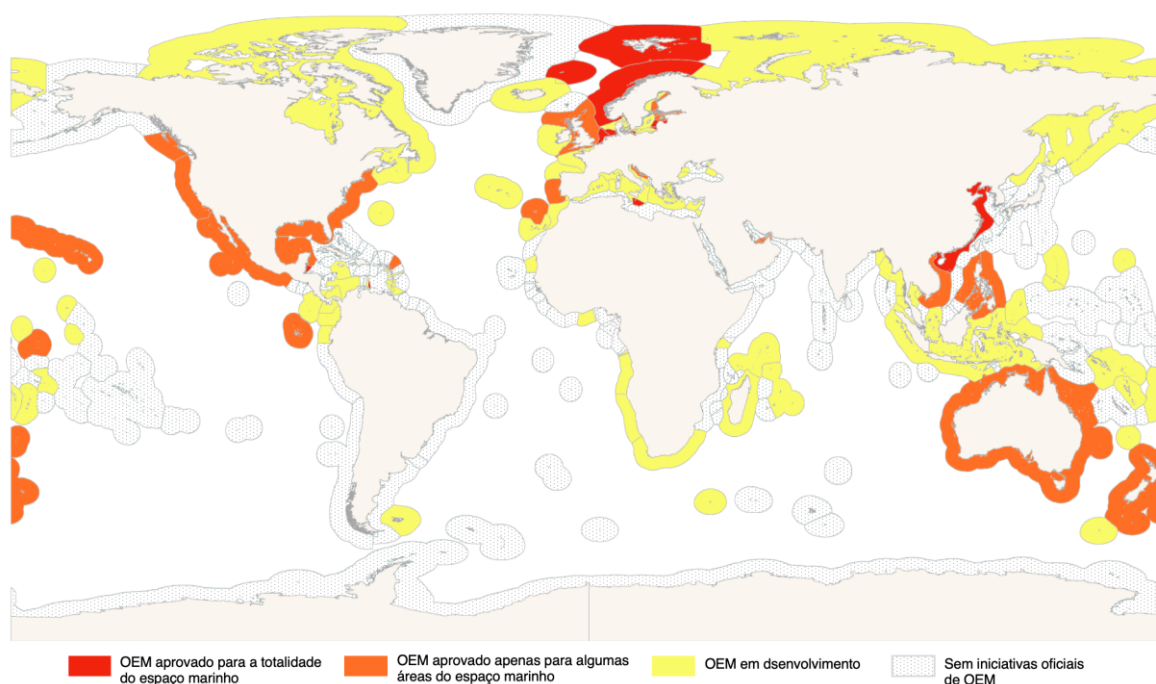 OEM aprovado para a totalidade
do espaço marinho
OEM aprovado apenas para algumas
áreas do espaço marinho
OEM em dsenvolvimento
Sem iniciativas oficiais
de OEM